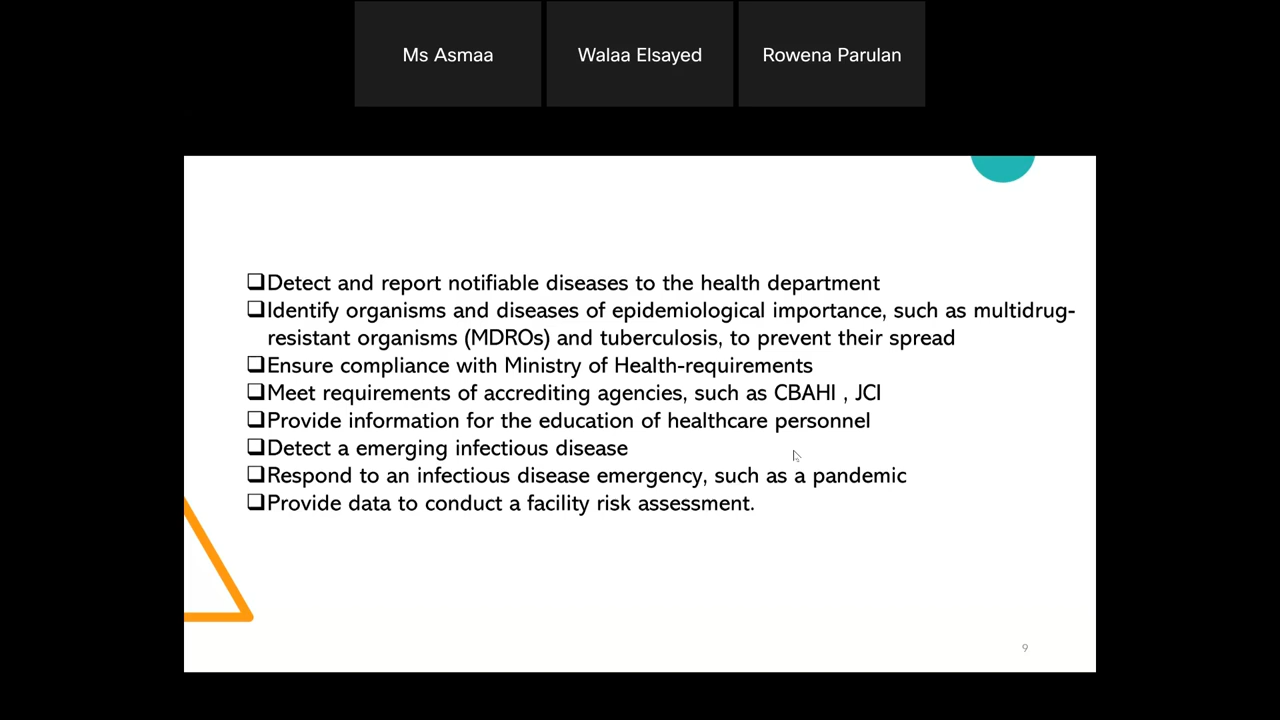 Ms Asmaa
Walaa Elsayed
Rowena Parulan
❑Detect and report notifiable diseases to the health department
❑Identify organisms and diseases of epidemiological importance, such as multidrug-
resistant organisms (MDROs) and tuberculosis, to prevent their spread
❑Ensure compliance with Ministry of Health-requirements
❑Meet requirements of accrediting agencies, such as CBAHI , JCI
❑Provide information for the education of healthcare personnel
❑Detect a emerging infectious disease
❑Respond to an infectious disease emergency, such as a pandemic
❑Provide data to conduct a facility risk assessment.
9